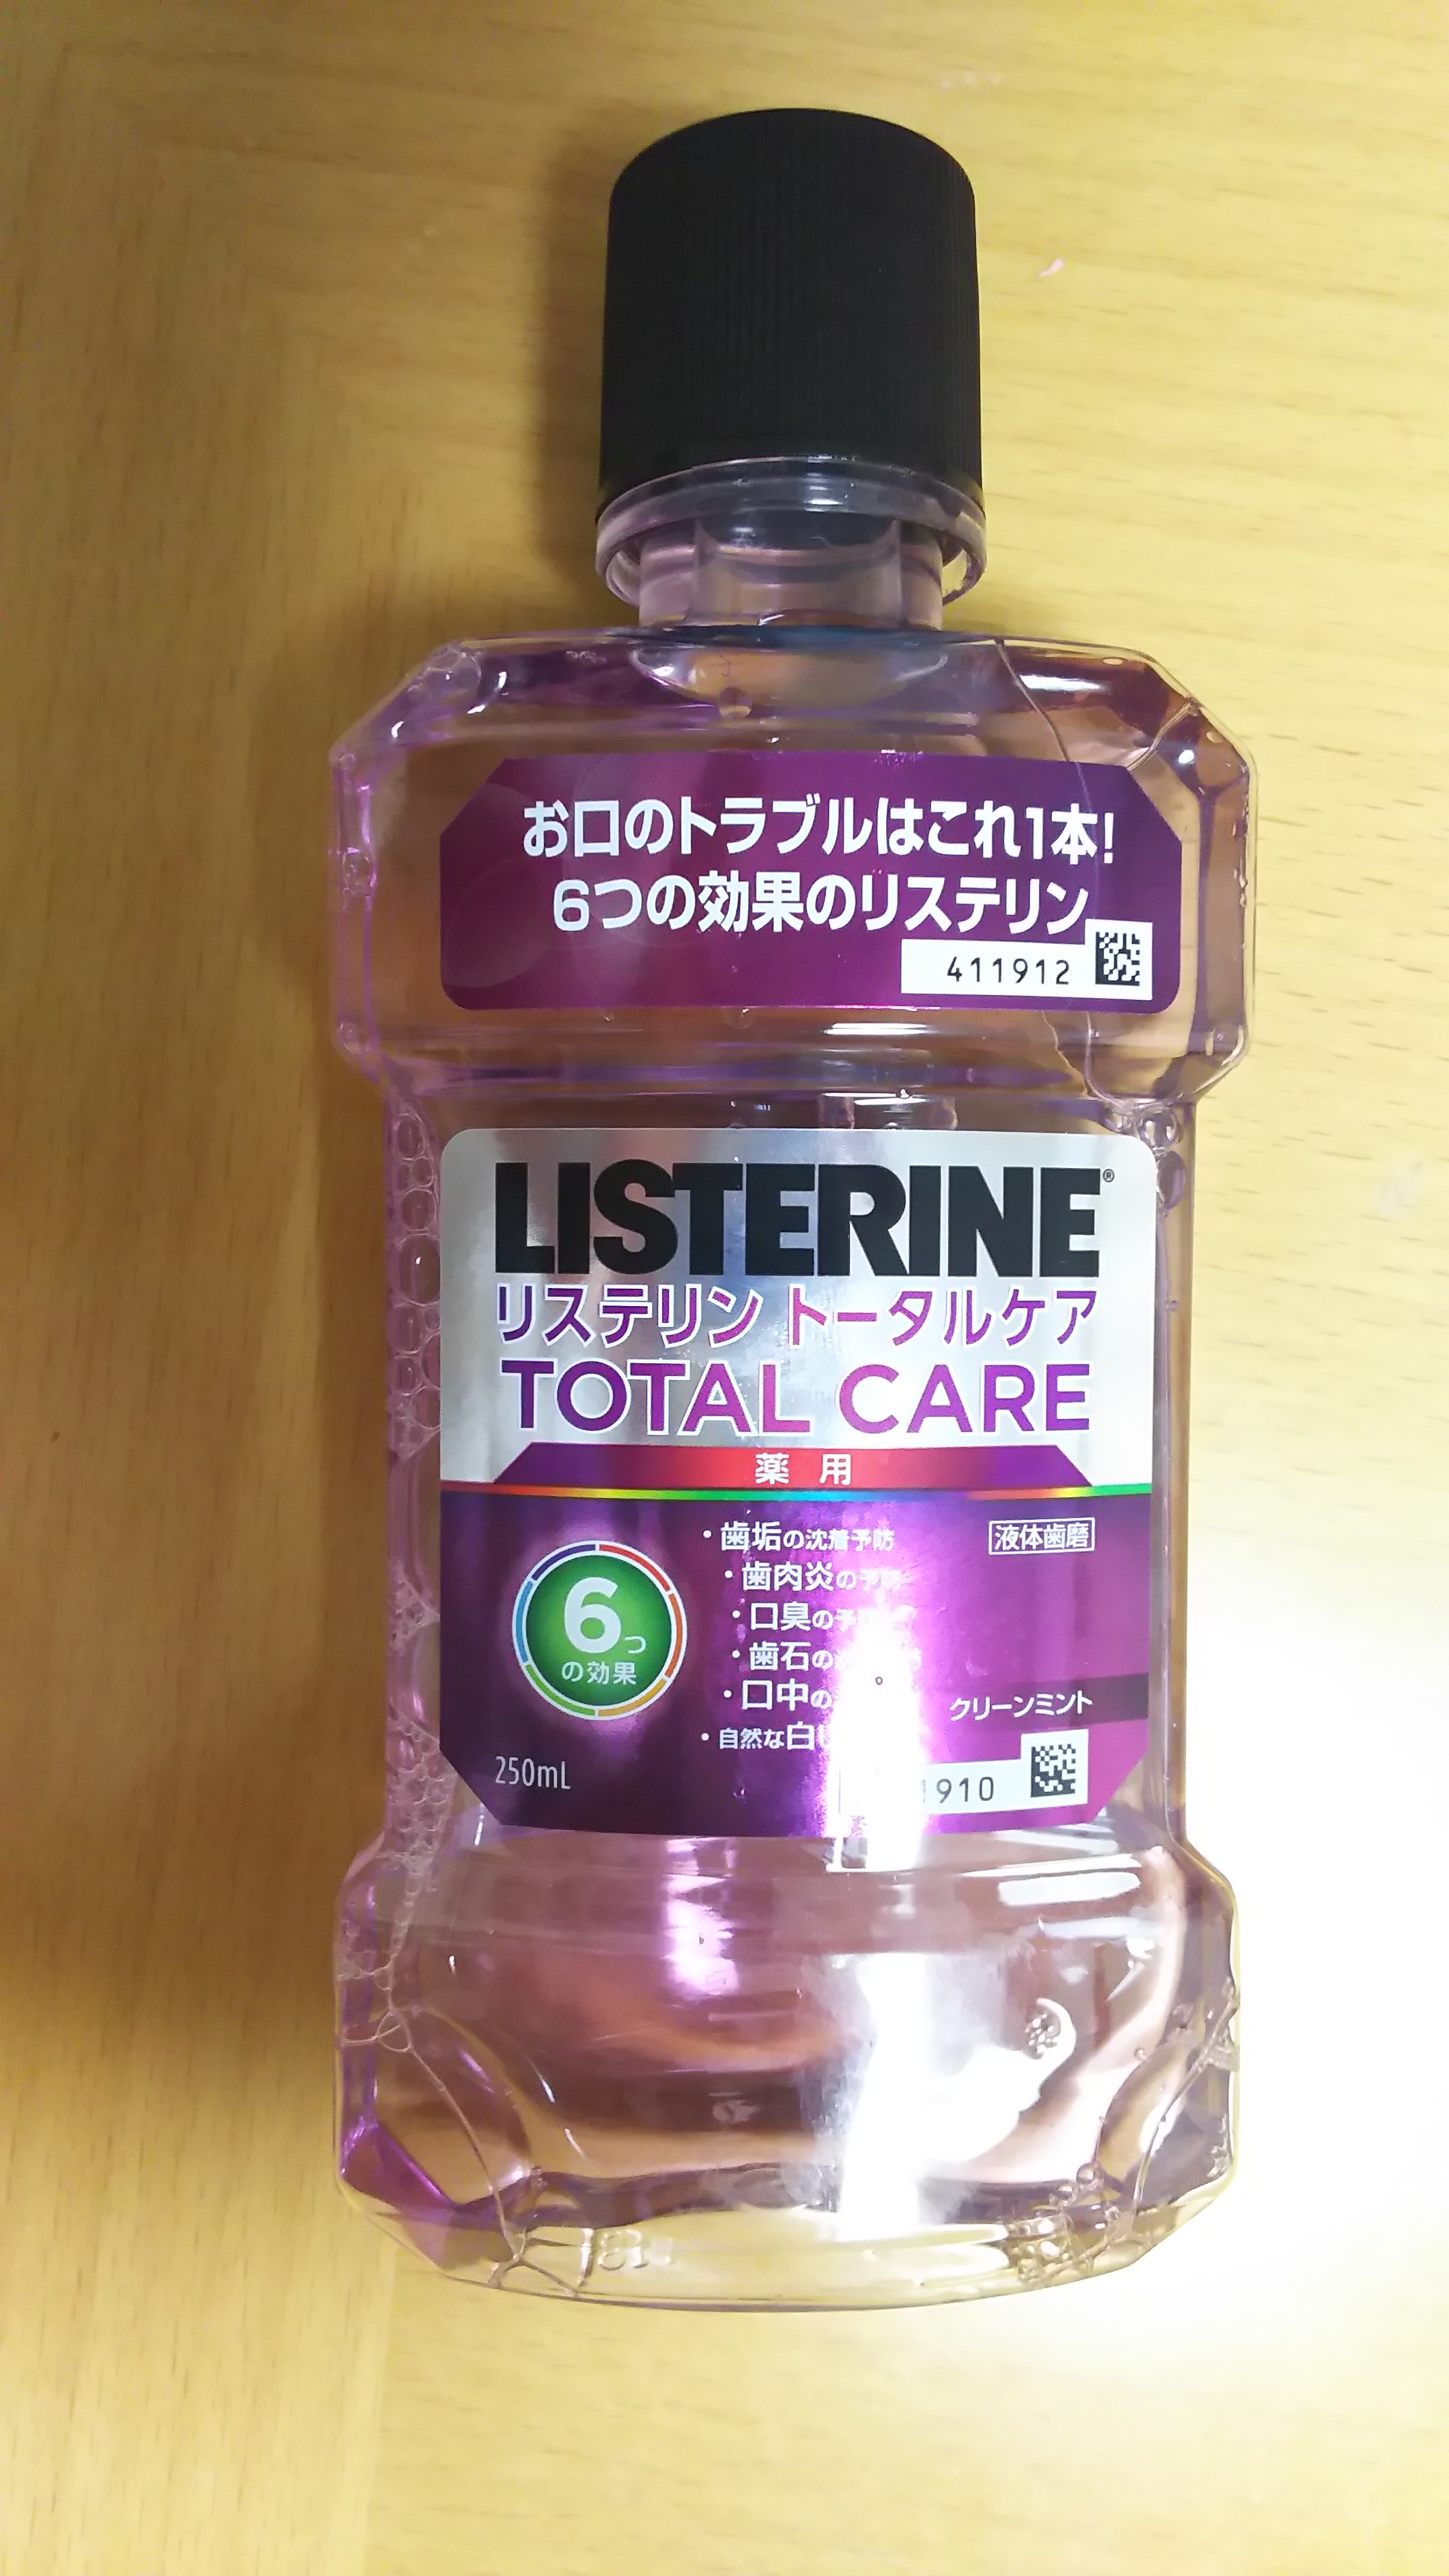 お口のトラブルはこれ1本!
6つの効果のリステリン
411912
LISTERINE®
リステリン トータルケア
TOTAL CARE
薬用
・歯垢の沈着予防
液体歯磨
・歯肉炎の予防
・口臭の予
・歯石の
・口中の
・自然な白
6つ
の効果
クリーンミント
250mL
1910